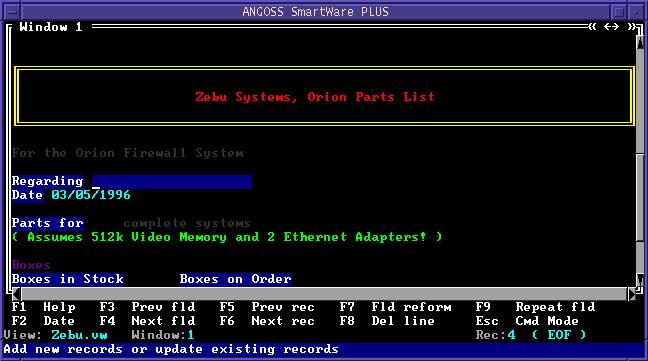 ANGOSS SmartWare PLUS
Window 1
Zebu Systems, Orion Parts List
For the Orion Firewall System
Regarding
Date 03/05/1996
Parts for complete systems
( Assumes 512k Video Memory and 2 Ethernet Adapters! )
Boxes
Boxes in Stock Boxes on Order
F1 Help F3 Prev fld F5 Prev rec F7 Fld reform F9 Repeat fld
F2 Date F4 Next fld F6 Next rec F8 Del line Esc Cmd Mode
View: Zebu.vw Window:1 Rec:4 ( EOF )
Add new records or update existing records